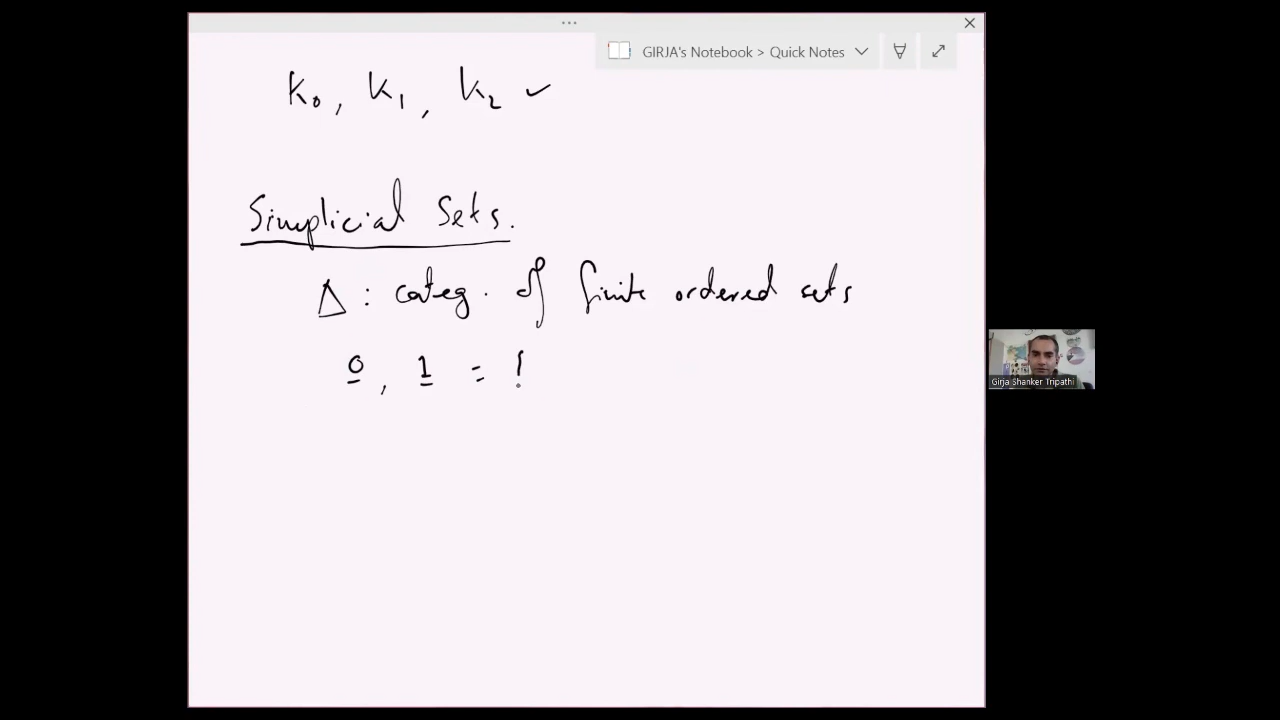 GIRJA's Notebook > Quick Notes
K₀, K₁, K₂ ✓
Simplicial Sets.
Δ : categ. of finite ordered sets
0, 1 =
Girja Shanker Tripathi